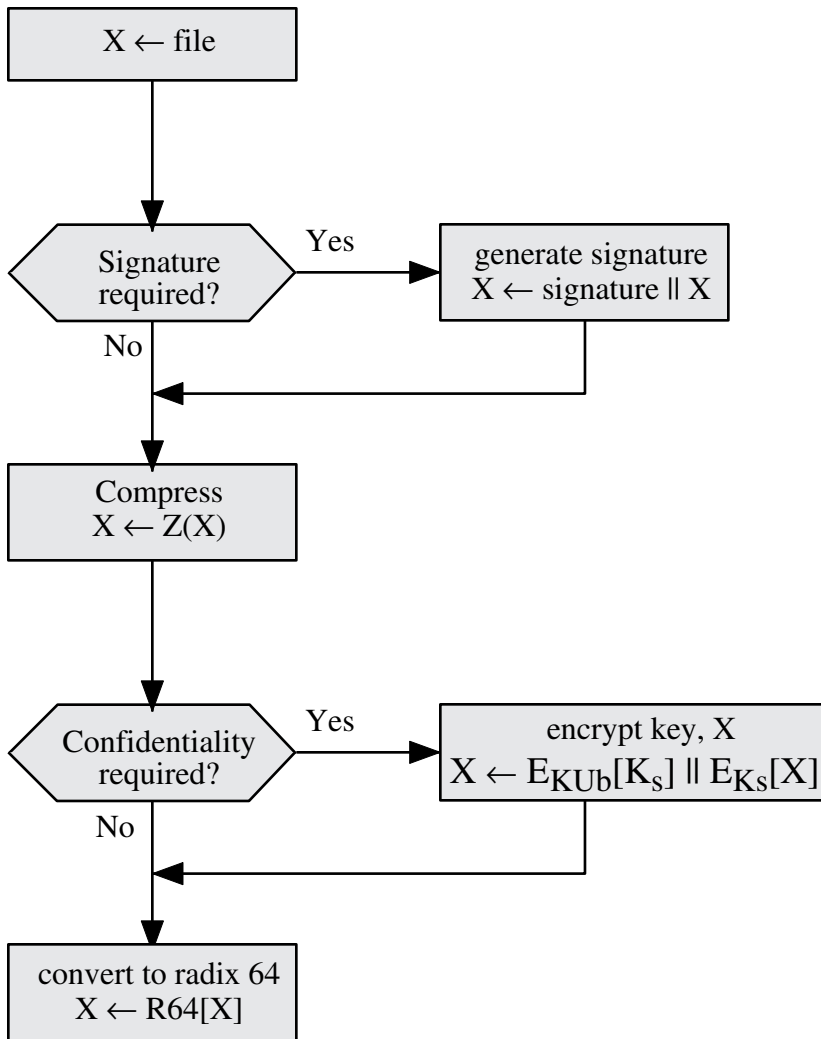 X ← file
Signature
required?
Yes
generate signature
X ← signature || X
No
Compress
X ← Z(X)
Confidentiality
required?
Yes
encrypt key, X
X ← E_KUb[K_s] || E_Ks[X]
No
convert to radix 64
X ← R64[X]